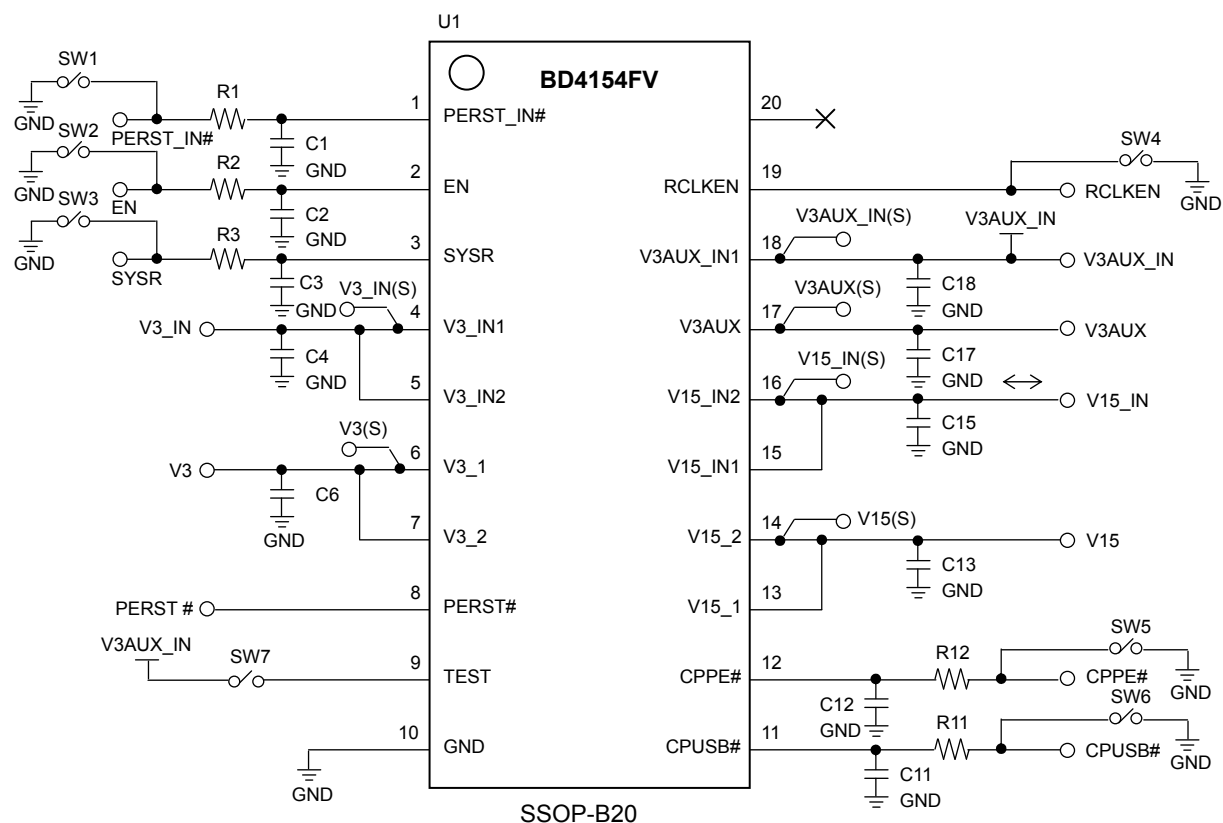 U1
BD4154FV
SSOP-B20
SW1
GND
PERST_IN#
R1
C1
GND
1
PERST_IN#
SW2
GND
EN
R2
C2
GND
2
EN
SW3
GND
SYSR
R3
C3
GND
3
SYSR
V3_IN(S)
V3_IN
C4
GND
4
V3_IN1
5
V3_IN2
V3(S)
V3
C6
GND
6
V3_1
7
V3_2
PERST #
8
PERST#
V3AUX_IN
SW7
9
TEST
10
GND
GND
20
SW4
19
RCLKEN
RCLKEN
GND
V3AUX_IN(S)
V3AUX_IN
18
V3AUX_IN1
V3AUX_IN
C18
GND
V3AUX(S)
17
V3AUX
V3AUX
C17
GND
V15_IN(S)
16
V15_IN2
V15_IN
C15
GND
15
V15_IN1
V15(S)
14
V15_2
V15
C13
GND
13
V15_1
SW5
R12
12
CPPE#
CPPE#
GND
C12
GND
SW6
R11
11
CPUSB#
CPUSB#
GND
C11
GND